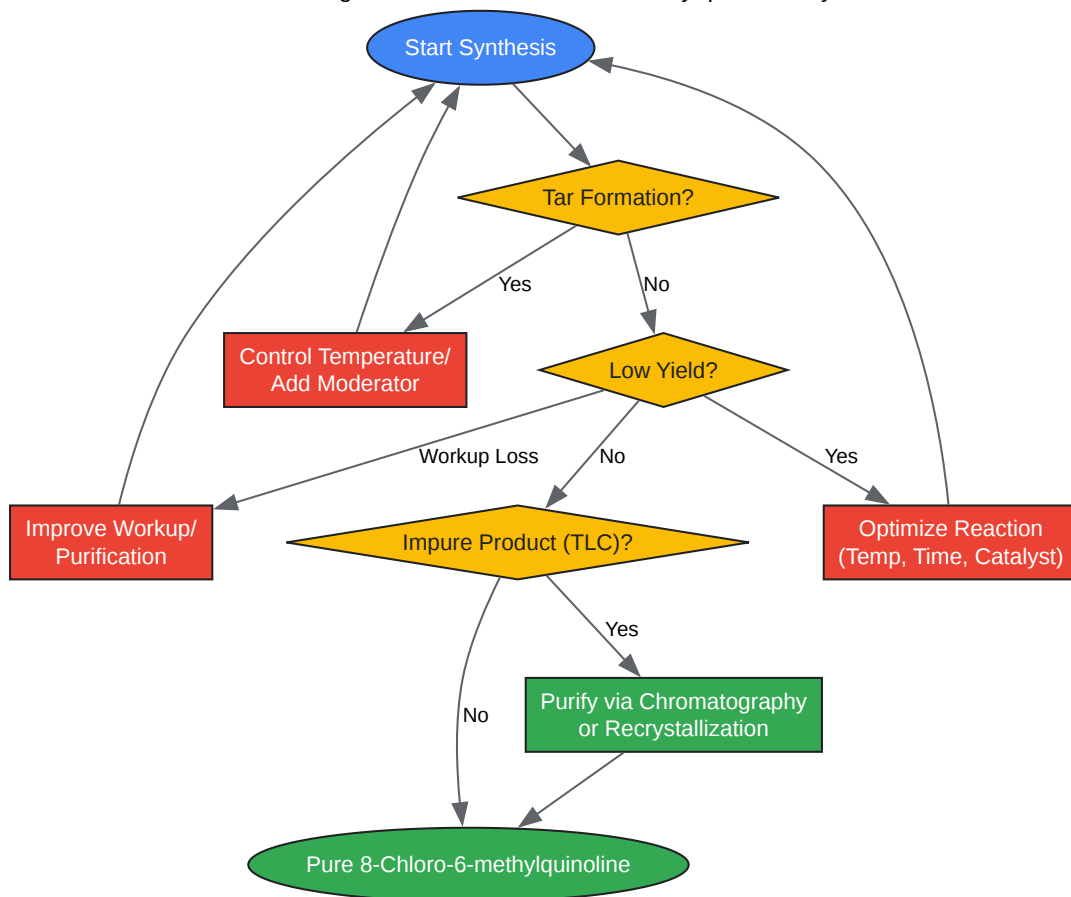 Start Synthesis
Tar Formation?
Yes
No
Control Temperature/
Add Moderator
Low Yield?
Workup Loss
No
Yes
Improve Workup/
Purification
Impure Product (TLC)?
Optimize Reaction
(Temp, Time, Catalyst)
Yes
No
Purify via Chromatography
or Recrystallization
Pure 8-Chloro-6-methylquinoline